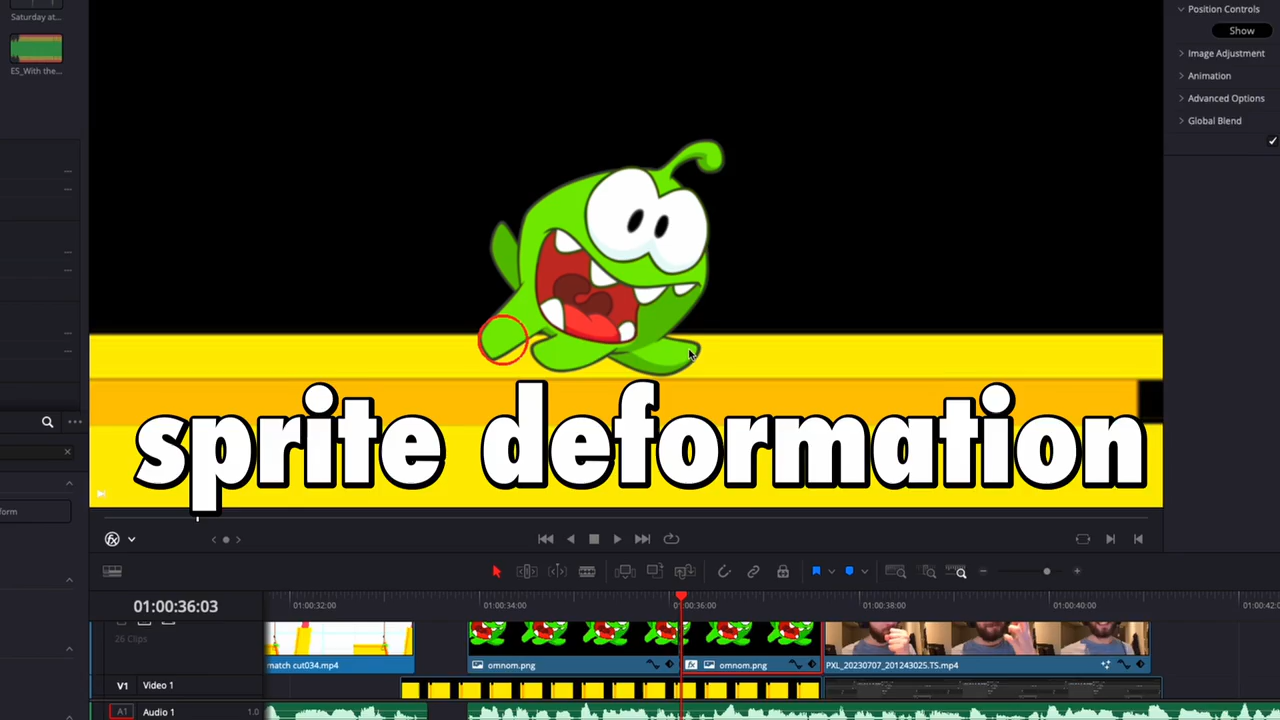 Saturday at...
ES_With the...
Position Controls
Show
Image Adjustment
Animation
Advanced Options
Global Blend
sprite deformation
form
01:00:36:03
01:00:32:00
01:00:34:00
01:00:36:00
01:00:38:00
01:00:40:00
01:00:42:0
26 Clips
match cut034.mp4
omnom.png
fx
omnom.png
PXL_20230707_201243025.TS.mp4
V1 Video 1
A1 Audio 1 1.0